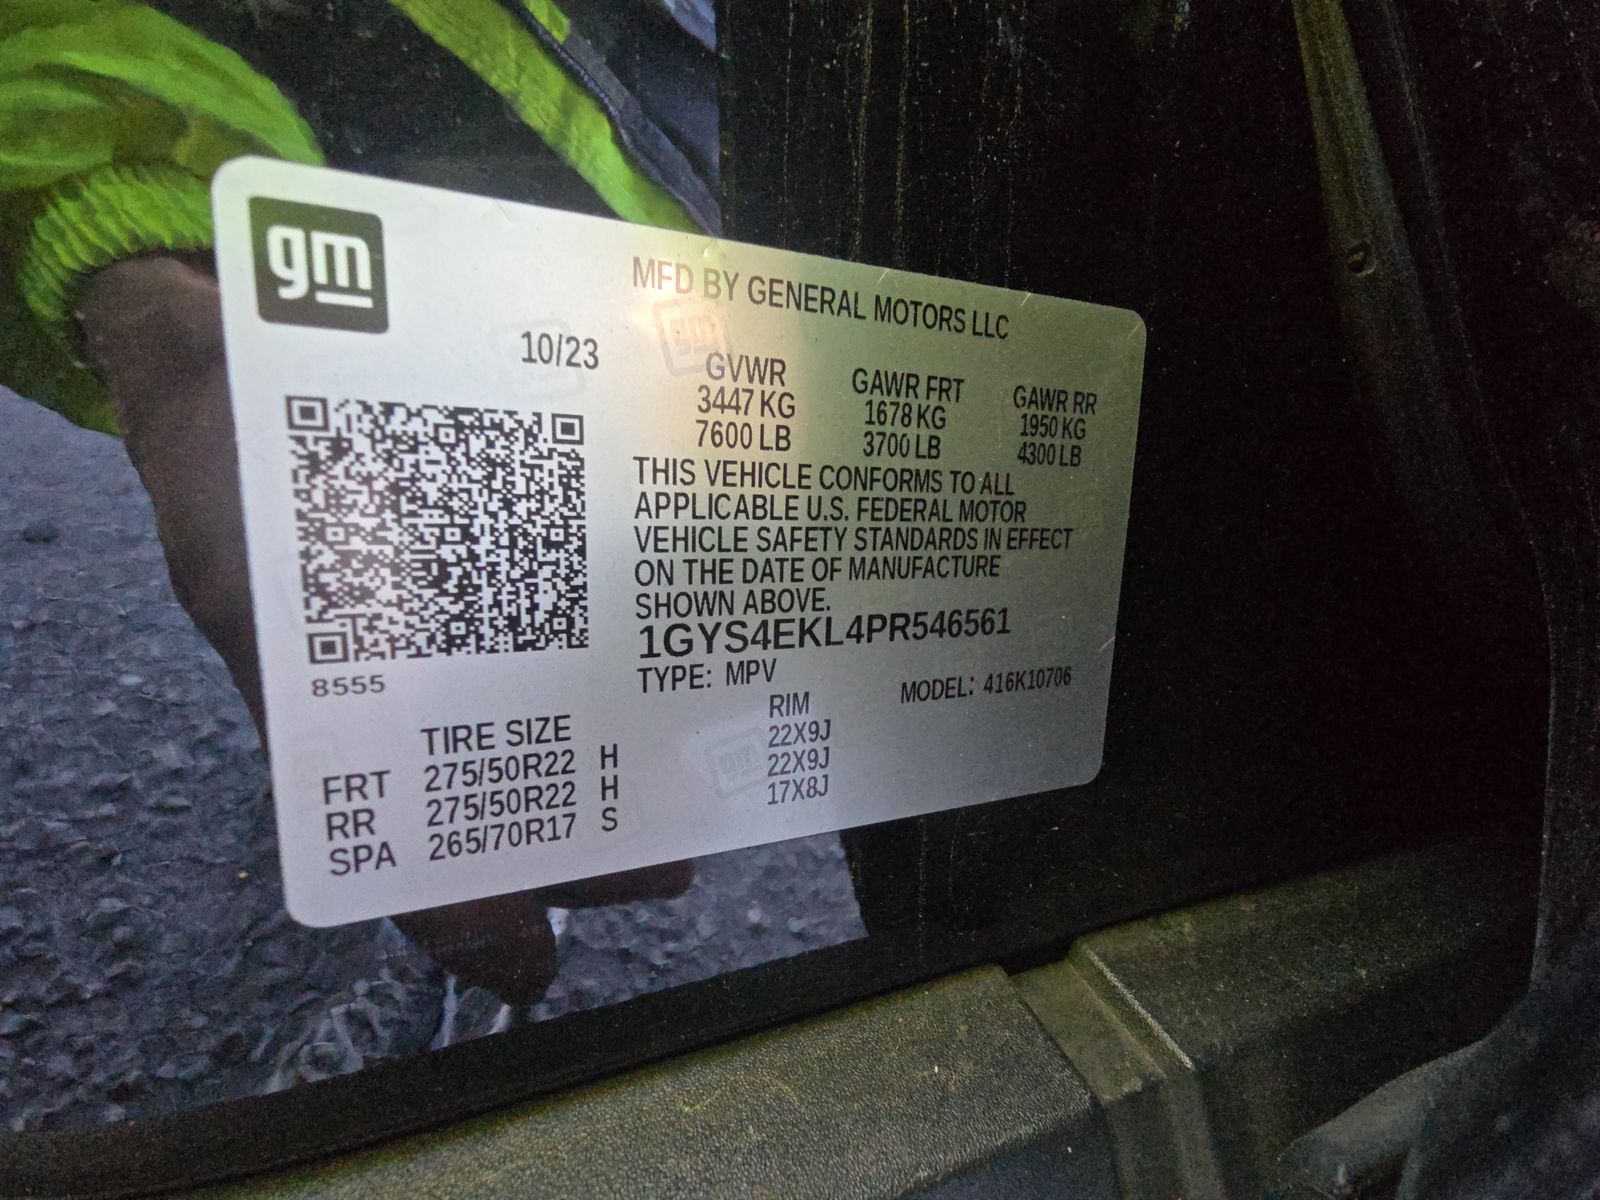 gm
MFD BY GENERAL MOTORS LLC
10/23
GVWR GAWR FRT GAWR RR
3447 KG 1678 KG 1950 KG
7600 LB 3700 LB 4300 LB
THIS VEHICLE CONFORMS TO ALL
APPLICABLE U.S. FEDERAL MOTOR
VEHICLE SAFETY STANDARDS IN EFFECT
ON THE DATE OF MANUFACTURE
SHOWN ABOVE.
1GYS4EKL4PR546561
8555
TYPE: MPV MODEL: 416K10706
TIRE SIZE RIM
FRT 275/50R22 H 22X9J
RR 275/50R22 H 22X9J
SPA 265/70R17 S 17X8J
gm
gm